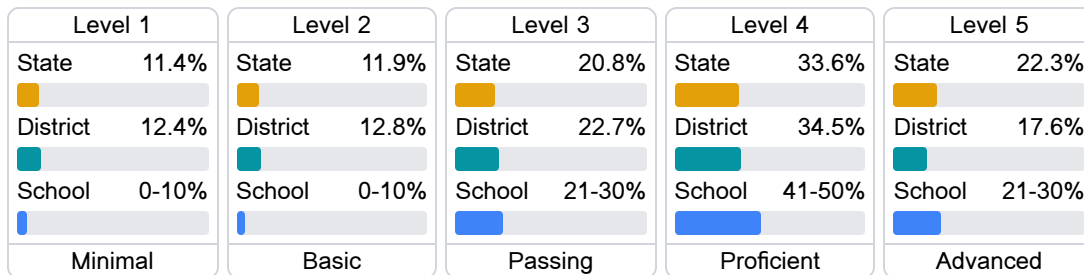 Level 1
State 11.4%
District 12.4%
School 0-10%
Minimal
Level 2
State 11.9%
District 12.8%
School 0-10%
Basic
Level 3
State 20.8%
District 22.7%
School 21-30%
Passing
Level 4
State 33.6%
District 34.5%
School 41-50%
Proficient
Level 5
State 22.3%
District 17.6%
School 21-30%
Advanced